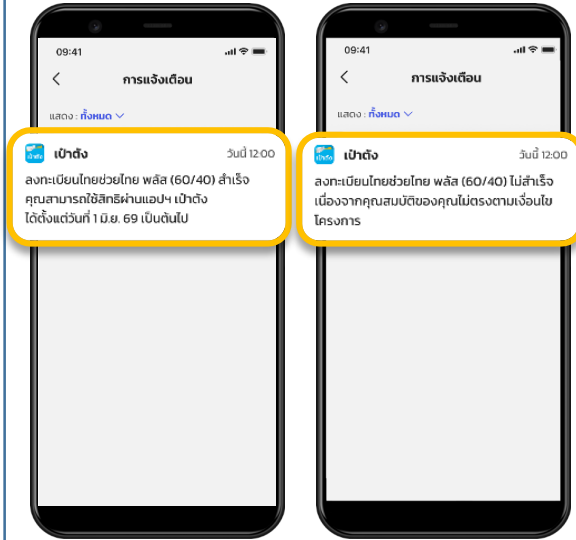 09:41
การแจ้งเตือน
แสดง : ทั้งหมด
เป๋าตัง
เป๋าตัง วันนี้ 12:00
ลงทะเบียนไทยช่วยไทย พลัส (60/40) สำเร็จ
คุณสามารถใช้สิทธิผ่านแอปฯ เป๋าตัง
ได้ตั้งแต่วันที่ 1 มิ.ย. 69 เป็นต้นไป
09:41
การแจ้งเตือน
แสดง : ทั้งหมด
เป๋าตัง
เป๋าตัง วันนี้ 12:00
ลงทะเบียนไทยช่วยไทย พลัส (60/40) ไม่สำเร็จ
เนื่องจากคุณสมบัติของคุณไม่ตรงตามเงื่อนไข
โครงการ